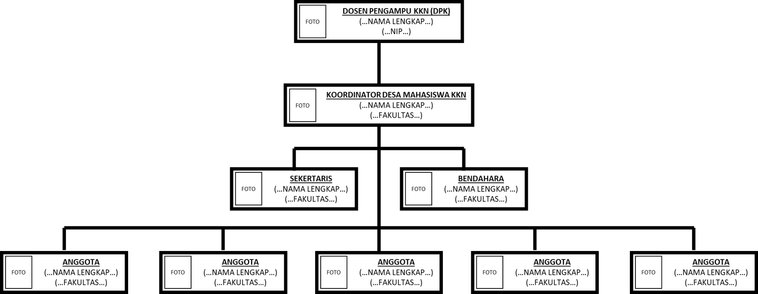 FOTO
DOSEN PENGAMPU KKN (DPK)
(...NAMA LENGKAP...)
(...NIP...)
FOTO
KOORDINATOR DESA MAHASISWA KKN
(...NAMA LENGKAP...)
(...FAKULTAS...)
FOTO
SEKERTARIS
(...NAMA LENGKAP...)
(...FAKULTAS...)
FOTO
BENDAHARA
(...NAMA LENGKAP...)
(...FAKULTAS...)
FOTO
ANGGOTA
(...NAMA LENGKAP...)
(...FAKULTAS...)
FOTO
ANGGOTA
(...NAMA LENGKAP...)
(...FAKULTAS...)
FOTO
ANGGOTA
(...NAMA LENGKAP...)
(...FAKULTAS...)
FOTO
ANGGOTA
(...NAMA LENGKAP...)
(...FAKULTAS...)
FOTO
ANGGOTA
(...NAMA LENGKAP...)
(...FAKULTAS...)